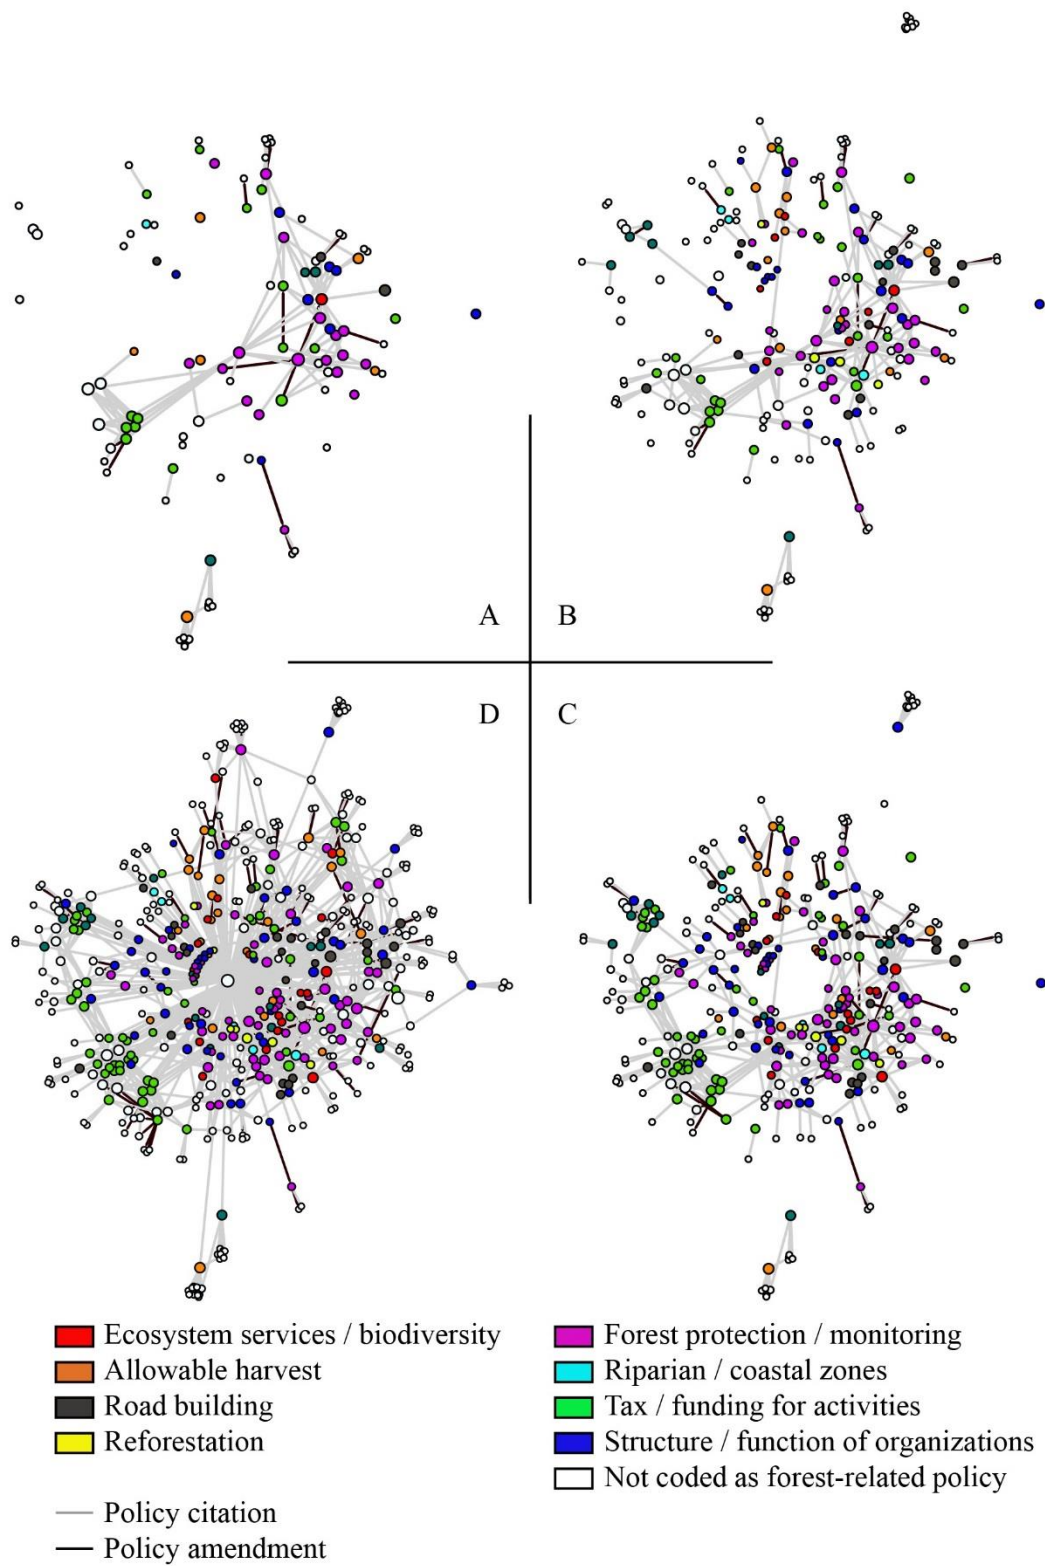 A
B
D
C
Ecosystem services / biodiversity
Allowable harvest
Road building
Reforestation
Forest protection / monitoring
Riparian / coastal zones
Tax / funding for activities
Structure / function of organizations
Not coded as forest-related policy
Policy citation
Policy amendment